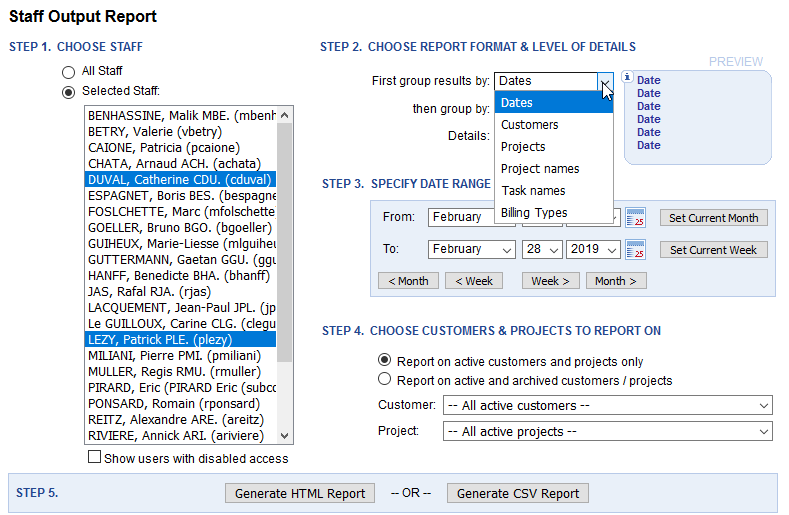 Staff Output Report
STEP 1. CHOOSE STAFF
All Staff
Selected Staff:
BENHASSINE, Malik MBE. (mbenh
BETRY, Valerie (vbetry)
CAIONE, Patricia (pcaione)
CHATA, Arnaud ACH. (achata)
DUVAL, Catherine CDU. (cduval)
ESPAGNET, Boris BES. (bespagne
FOSLCHETTE, Marc (mfolschette
GOELLER, Bruno BGO. (bgoeller)
GUIHEUX, Marie-Liesse (mlguiheu
GUTTERMANN, Gaetan GGU. (ggu
HANFF, Benedicte BHA. (bhanff)
JAS, Rafal RJA. (rjas)
LACQUEMENT, Jean-Paul JPL. (jp
Le GUILLOUX, Carine CLG. (clegu
LEZY, Patrick PLE. (plezy)
MILIANI, Pierre PMI. (pmiliani)
MULLER, Regis RMU. (rmuller)
PIRARD, Eric (PIRARD Eric (subco
PONSARD, Romain (rponsard)
REITZ, Alexandre ARE. (areitz)
RIVIERE, Annick ARI. (ariviere)
Show users with disabled access
STEP 2. CHOOSE REPORT FORMAT & LEVEL OF DETAILS
PREVIEW
First group results by: Dates
then group by:
Details:
Dates
Customers
Projects
Project names
Task names
Billing Types
Date
Date
Date
Date
Date
Date
STEP 3. SPECIFY DATE RANGE
From: February 25 Set Current Month
To: February 28 2019 25 Set Current Week
< Month < Week Week > Month >
STEP 4. CHOOSE CUSTOMERS & PROJECTS TO REPORT ON
Report on active customers and projects only
Report on active and archived customers / projects
Customer: -- All active customers --
Project: -- All active projects --
STEP 5. Generate HTML Report -- OR -- Generate CSV Report